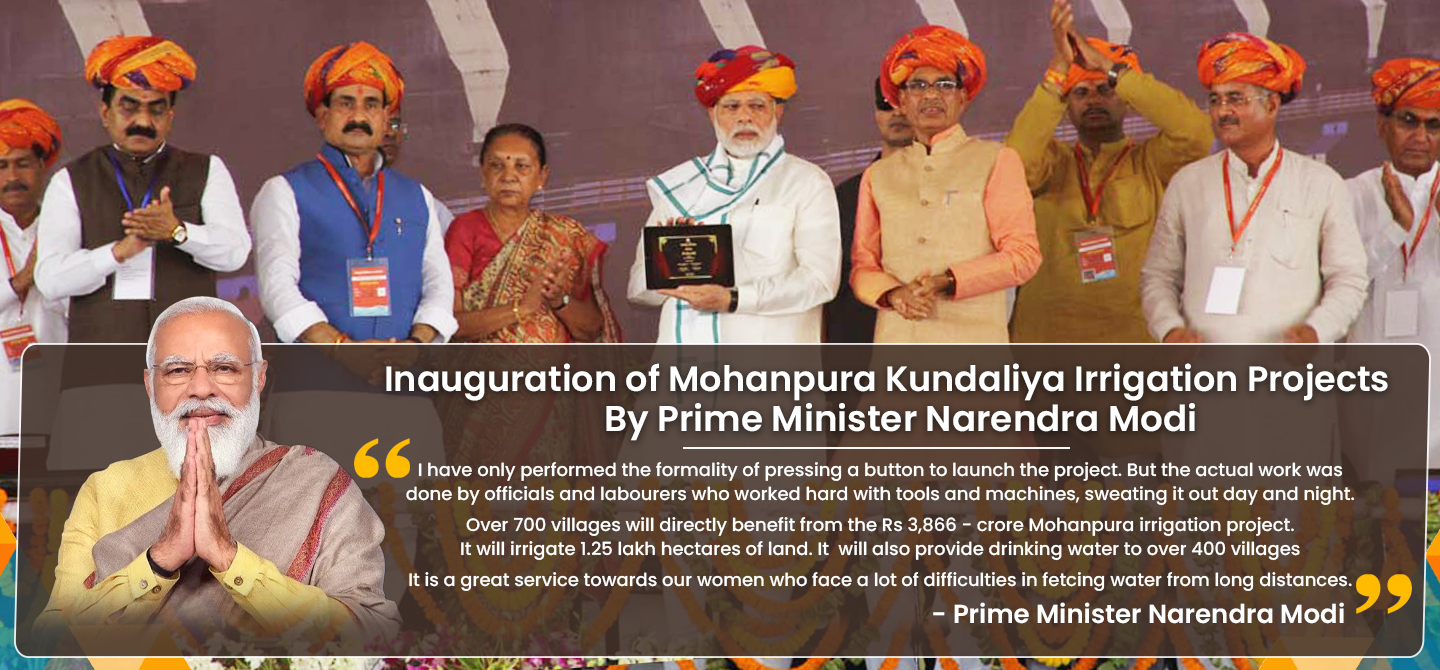 Inauguration of Mohanpura Kundaliya Irrigation Projects
By Prime Minister Narendra Modi
“ I have only performed the formality of pressing a button to launch the project. But the actual work was
done by officials and labourers who worked hard with tools and machines, sweating it out day and night.
Over 700 villages will directly benefit from the Rs 3,866 - crore Mohanpura irrigation project.
It will irrigate 1.25 lakh hectares of land. It will also provide drinking water to over 400 villages
It is a great service towards our women who face a lot of difficulties in fetcing water from long distances. ”
- Prime Minister Narendra Modi